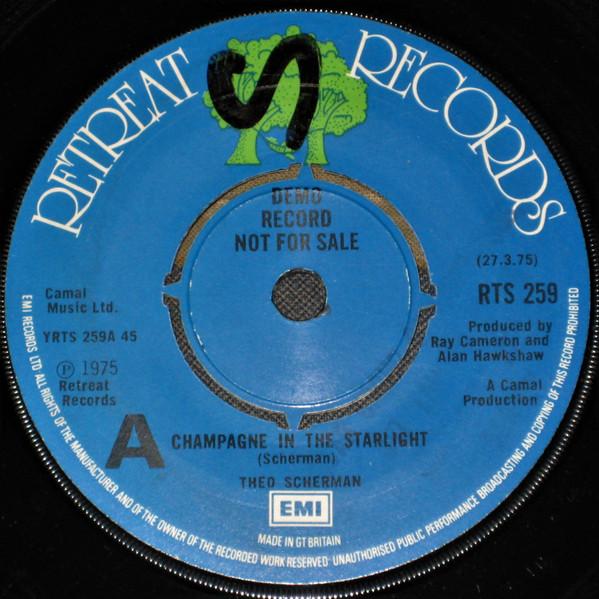 RETREAT RECORDS
S
DEMO
RECORD
NOT FOR SALE
(27.3.75)
RTS 259
Camal
Music Ltd.
YRTS 259A 45
Ⓟ 1975
Retreat
Records
Produced by
Ray Cameron and
Alan Hawkshaw
A Camal
Production
A
CHAMPAGNE IN THE STARLIGHT
(Scherman)
THEO SCHERMAN
EMI
MADE IN GT BRITAIN
EMI RECORDS LTD ALL RIGHTS OF THE MANUFACTURER AND OF THE OWNER OF THE RECORDED WORK RESERVED. UNAUTHORISED PUBLIC PERFORMANCE BROADCASTING AND COPYING OF THIS RECORD PROHIBITED